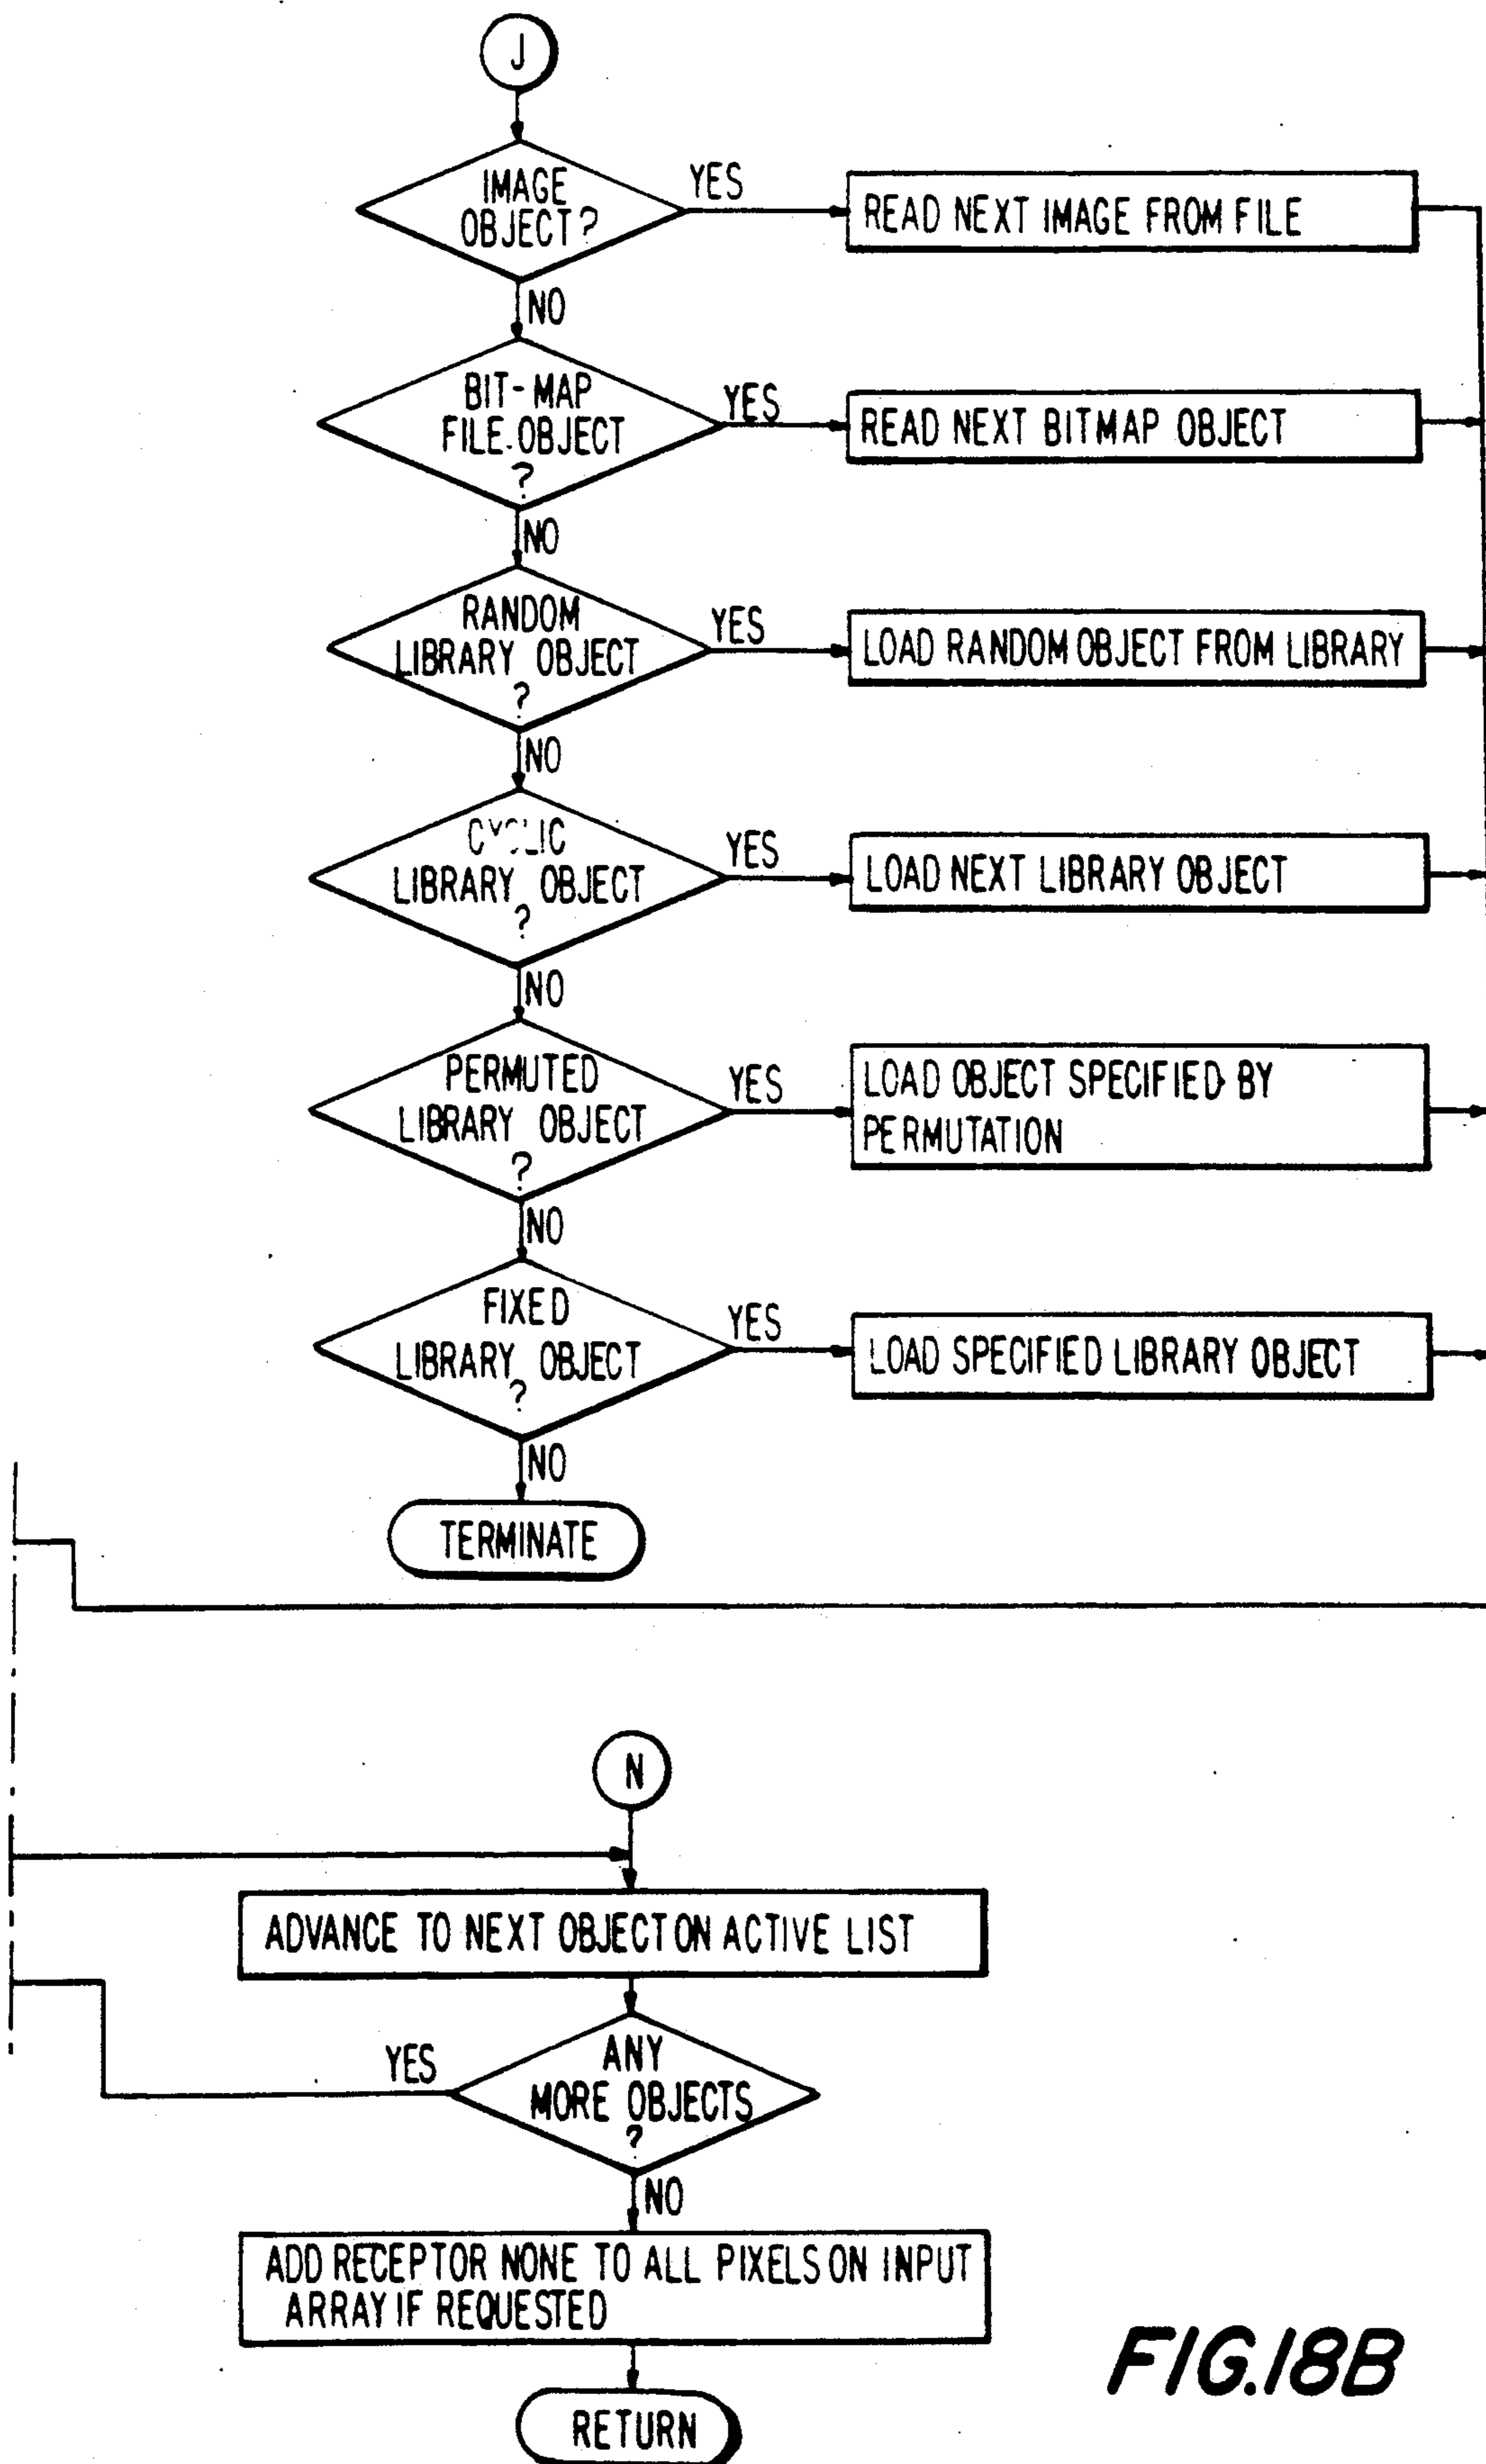 J
IMAGE
OBJECT?
YES
READ NEXT IMAGE FROM FILE
NO
BIT-MAP
FILE OBJECT
?
YES
READ NEXT BITMAP OBJECT
NO
RANDOM
LIBRARY OBJECT
?
YES
LOAD RANDOM OBJECT FROM LIBRARY
NO
CYCLIC
LIBRARY OBJECT
?
YES
LOAD NEXT LIBRARY OBJECT
NO
PERMUTED
LIBRARY OBJECT
?
YES
LOAD OBJECT SPECIFIED BY
PERMUTATION
NO
FIXED
LIBRARY OBJECT
?
YES
LOAD SPECIFIED LIBRARY OBJECT
NO
TERMINATE
N
ADVANCE TO NEXT OBJECT ON ACTIVE LIST
ANY
MORE OBJECTS
?
YES
NO
ADD RECEPTOR NONE TO ALL PIXELS ON INPUT
ARRAY IF REQUESTED
RETURN
FIG.18B